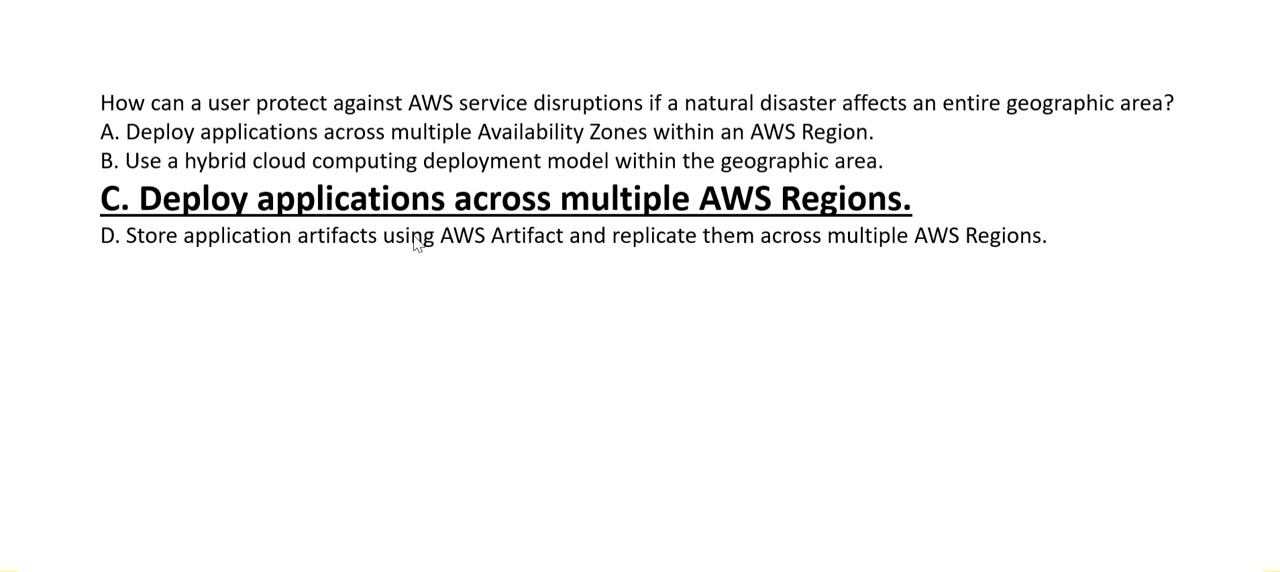 How can a user protect against AWS service disruptions if a natural disaster affects an entire geographic area?
A. Deploy applications across multiple Availability Zones within an AWS Region.
B. Use a hybrid cloud computing deployment model within the geographic area.
C. Deploy applications across multiple AWS Regions.
D. Store application artifacts using AWS Artifact and replicate them across multiple AWS Regions.